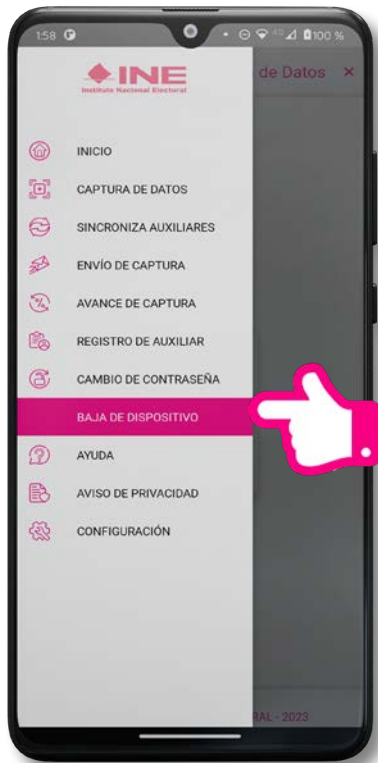 1:58 4G 100 %
INE
Instituto Nacional Electoral
de Datos ×
INICIO
CAPTURA DE DATOS
SINCRONIZA AUXILIARES
ENVÍO DE CAPTURA
AVANCE DE CAPTURA
REGISTRO DE AUXILIAR
CAMBIO DE CONTRASEÑA
BAJA DE DISPOSITIVO
AYUDA
AVISO DE PRIVACIDAD
CONFIGURACIÓN
RAL - 2023